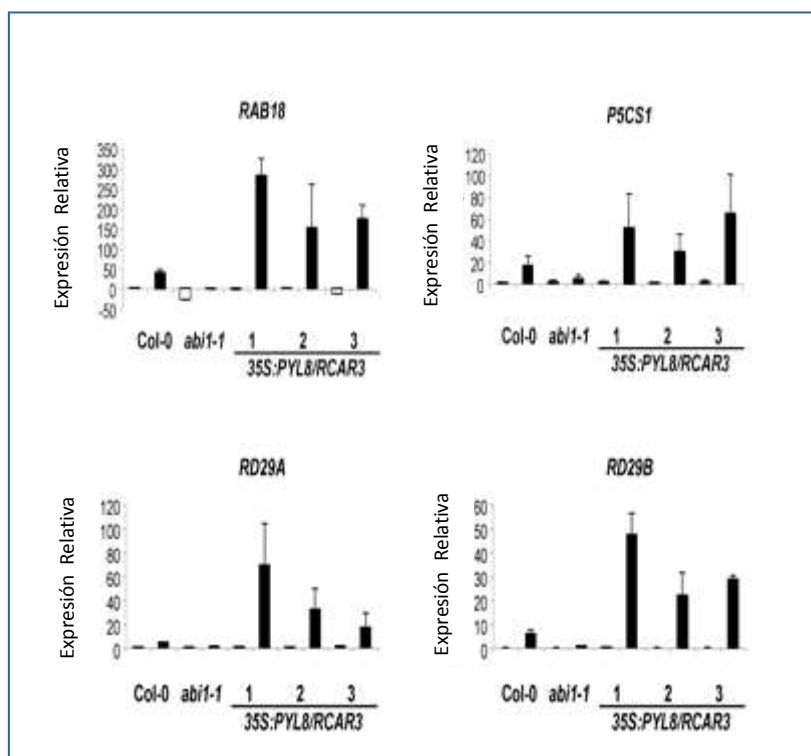 RAB18
Expresión Relativa
350
300
250
200
150
100
50
0
-50
Col-0 abi1-1 1 2 3
35S:PYL8/RCAR3
P5CS1
Expresión Relativa
120
100
80
60
40
20
0
Col-0 abi1-1 1 2 3
35S:PYL8/RCAR3
RD29A
Expresión Relativa
120
100
80
60
40
20
0
Col-0 abi1-1 1 2 3
35S:PYL8/RCAR3
RD29B
Expresión Relativa
60
50
40
30
20
10
0
Col-0 abi1-1 1 2 3
35S:PYL8/RCAR3